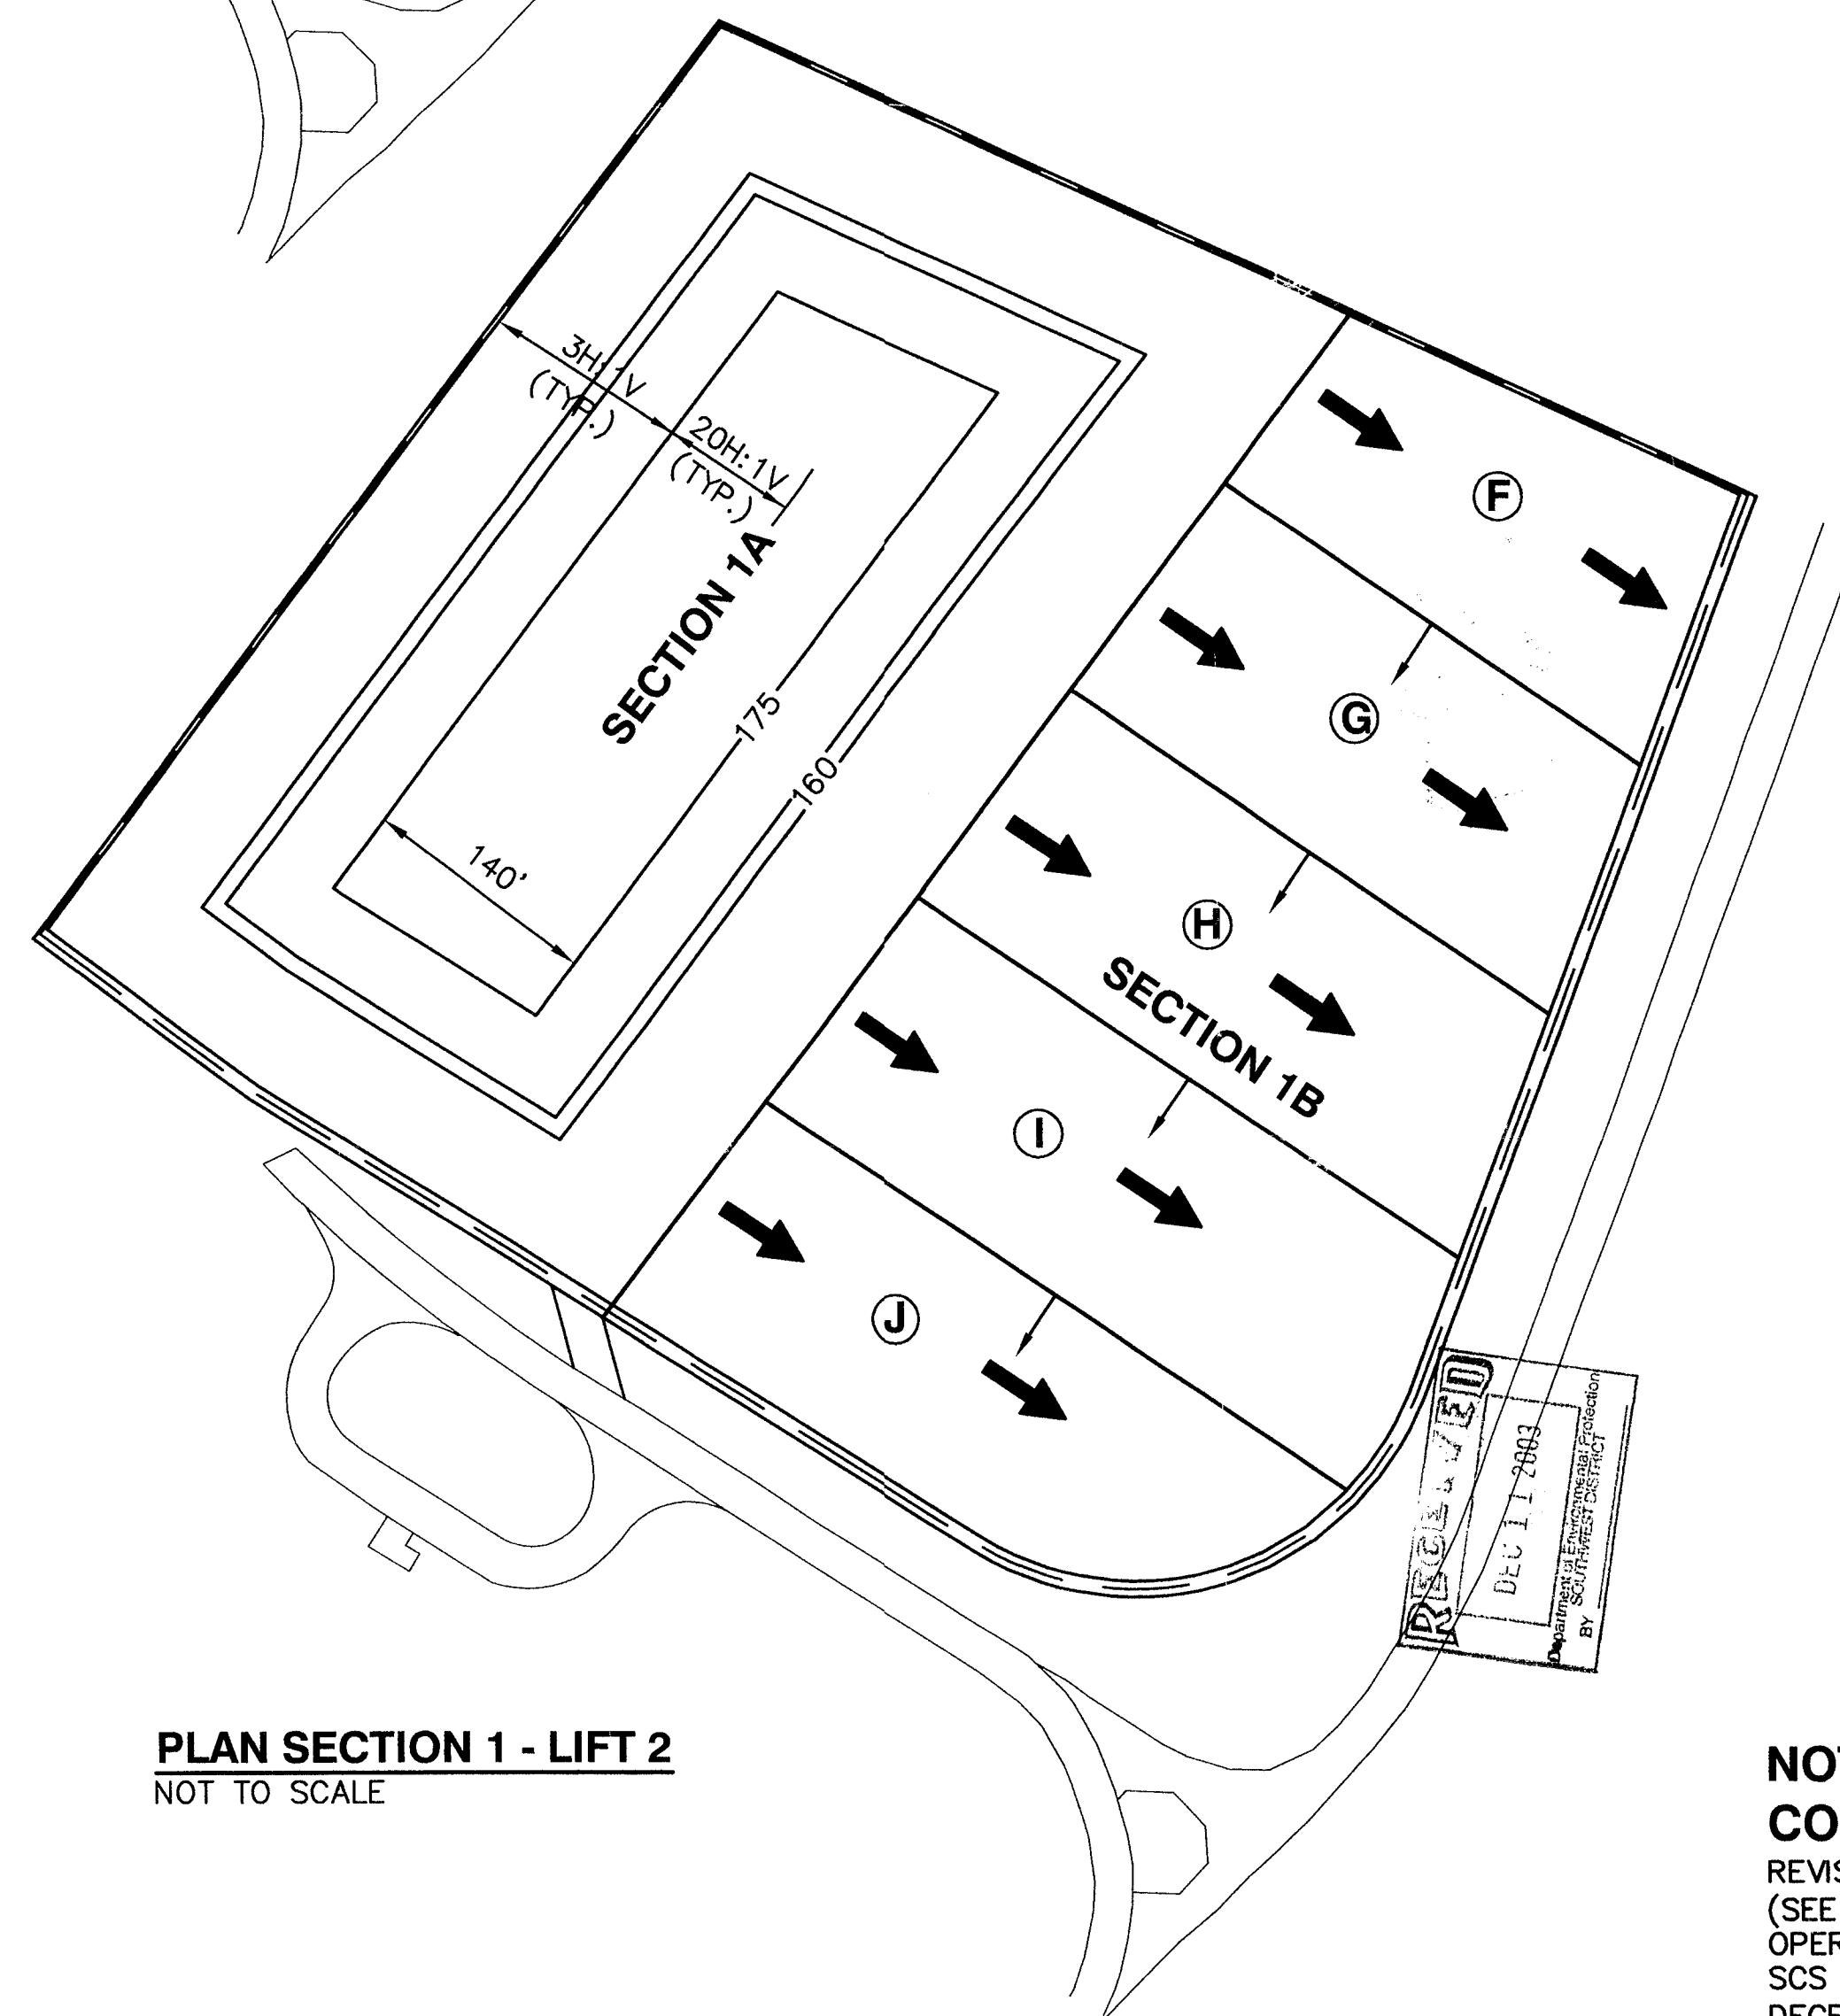 3H:1V
(TYP.)
20H:1V
(TYP.)
SECTION 1A
175
160
140'
F
G
H
SECTION 1B
I
J
RECEIVED
DEC 11 2003
Department of Environmental Protection
SOUTHWEST DISTRICT
BY
PLAN SECTION 1 - LIFT 2
NOT TO SCALE
NO
CO
REVIS
(SEE
OPER
SCS